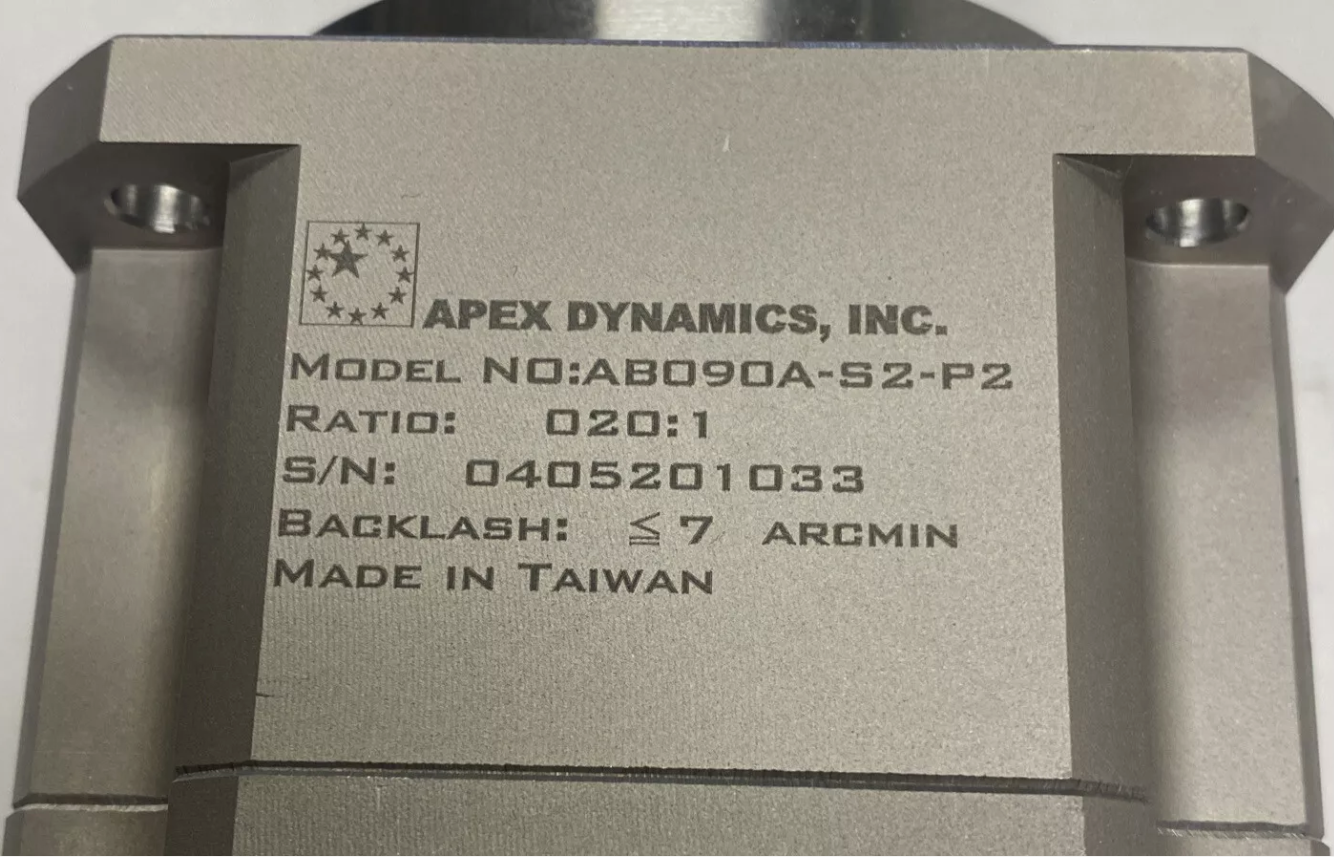 APEX DYNAMICS, INC.
MODEL NO:AB090A-S2-P2
RATIO: 020:1
S/N: 0405201033
BACKLASH: ≦ 7 ARCMIN
MADE IN TAIWAN